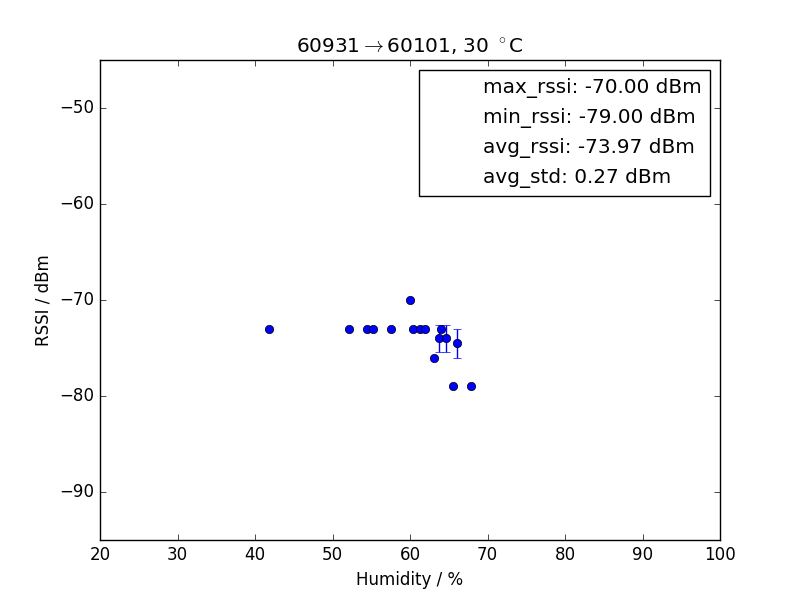 60931→60101, 30 °C
max_rssi: -70.00 dBm
min_rssi: -79.00 dBm
avg_rssi: -73.97 dBm
avg_std: 0.27 dBm
RSSI / dBm
−50
−60
−70
−80
−90
20 30 40 50 60 70 80 90 100
Humidity / %